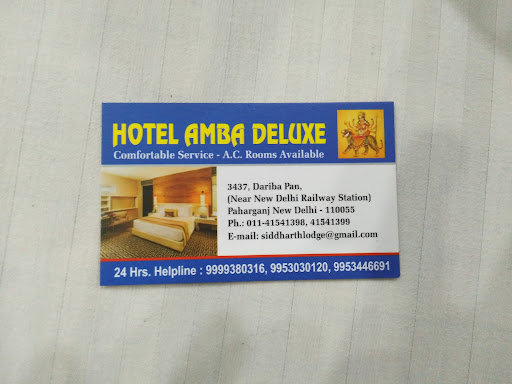 HOTEL AMBA DELUXE
Comfortable Service - A.C. Rooms Available
3437, Dariba Pan,
(Near New Delhi Railway Station)
Paharganj New Delhi - 110055
Ph.: 011-41541398, 41541399
E-mail: siddharthlodge@gmail.com
24 Hrs. Helpline : 9999380316, 9953030120, 9953446691